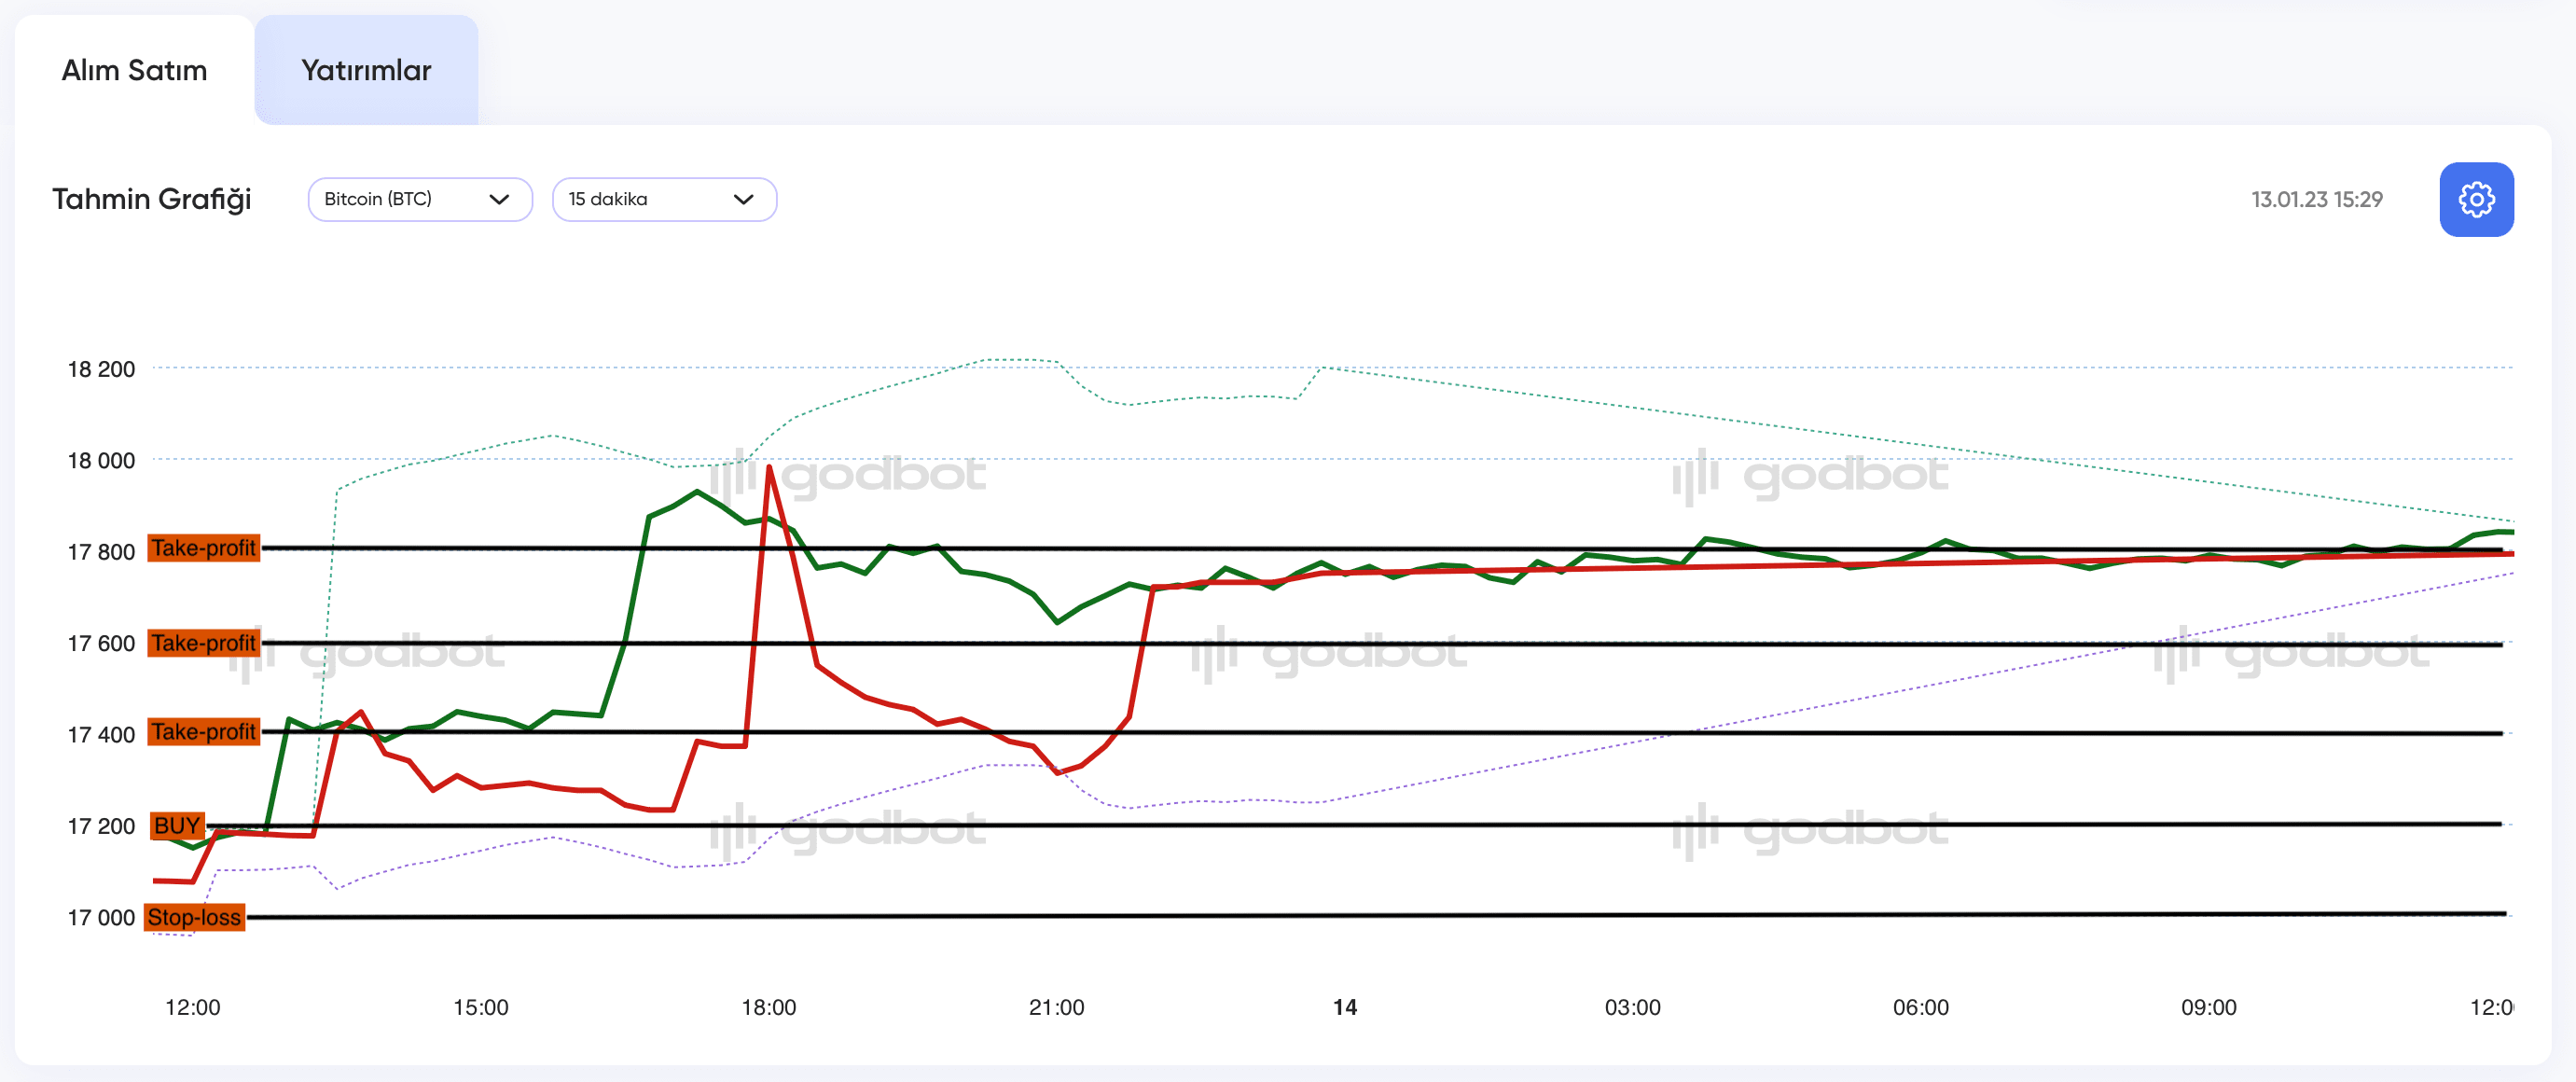 Alım Satım
Yatırımlar
Tahmin Grafiği
Bitcoin (BTC)
15 dakika
13.01.23 15:29
18 200
18 000
godbot
godbot
17 800
Take-profit
17 600
Take-profit
godbot
godbot
godbot
17 400
Take-profit
17 200
BUY
godbot
godbot
17 000
Stop-loss
12:00
15:00
18:00
21:00
14
03:00
06:00
09:00
12:0